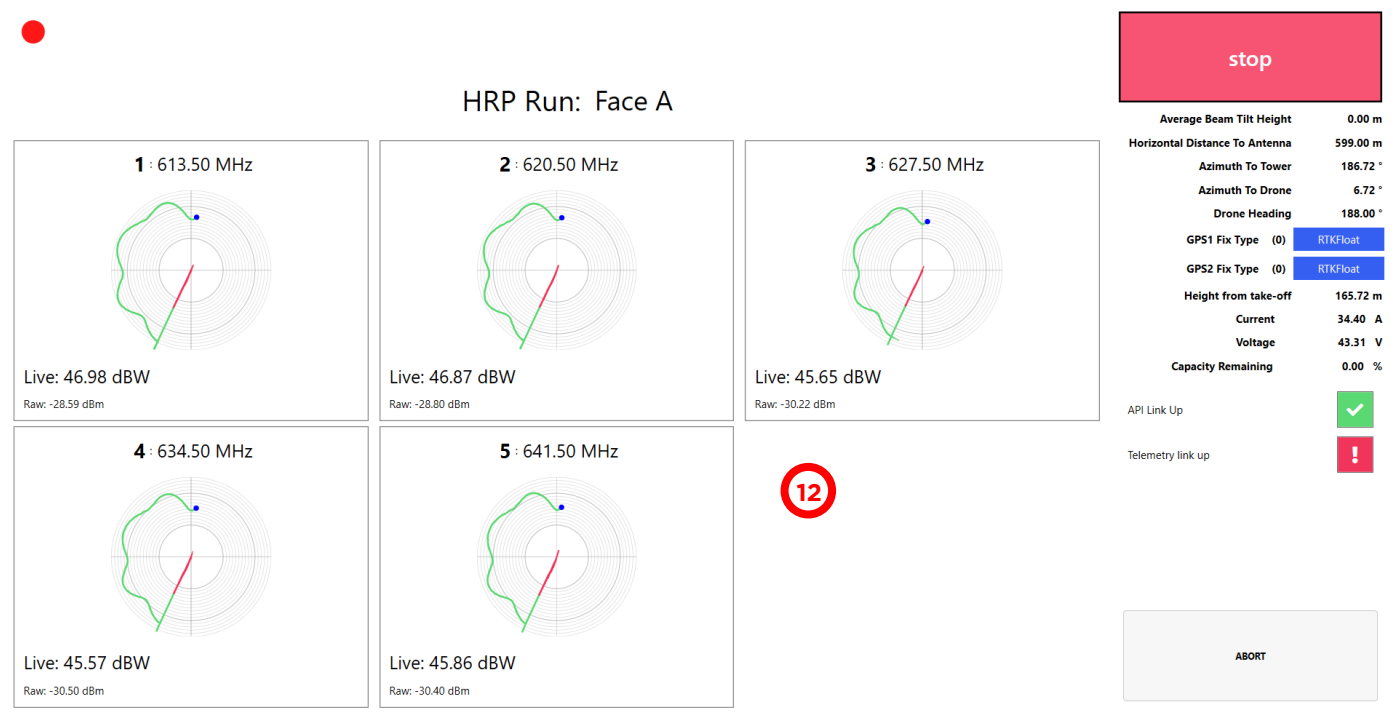 HRP Run: Face A
stop
1 : 613.50 MHz
Live: 46.98 dBW
Raw: -28.59 dBm
2 : 620.50 MHz
Live: 46.87 dBW
Raw: -28.80 dBm
3 : 627.50 MHz
Live: 45.65 dBW
Raw: -30.22 dBm
4 : 634.50 MHz
Live: 45.57 dBW
Raw: -30.50 dBm
5 : 641.50 MHz
Live: 45.86 dBW
Raw: -30.40 dBm
12
Average Beam Tilt Height 0.00 m
Horizontal Distance To Antenna 599.00 m
Azimuth To Tower 186.72 °
Azimuth To Drone 6.72 °
Drone Heading 188.00 °
GPS1 Fix Type (0) RTKFloat
GPS2 Fix Type (0) RTKFloat
Height from take-off 165.72 m
Current 34.40 A
Voltage 43.31 V
Capacity Remaining 0.00 %
API Link Up
Telemetry link up !
ABORT